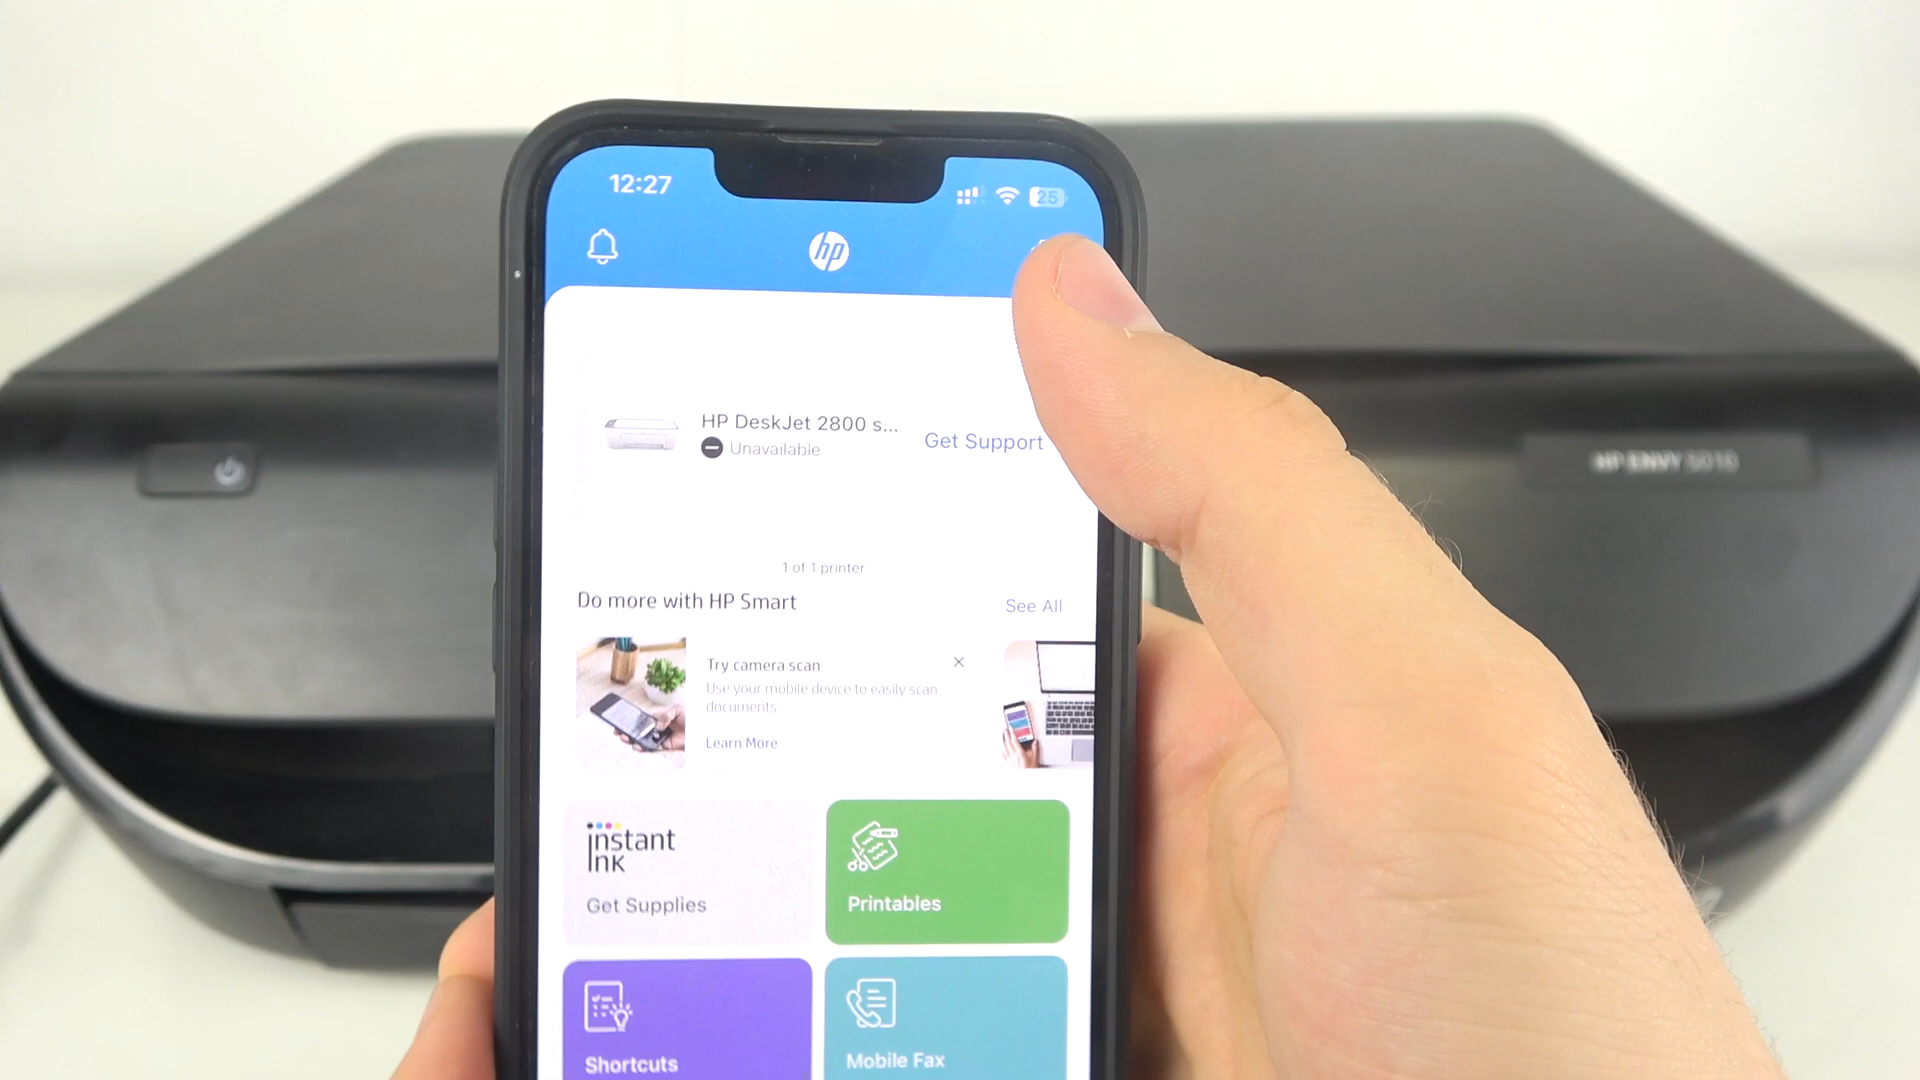 12:27
25
hp
HP DeskJet 2800 s...
Unavailable
Get Support
HP ENVY 5010
1 of 1 printer
Do more with HP Smart
See All
Try camera scan
Use your mobile device to easily scan
documents
Learn More
instant
ink
Get Supplies
Printables
Shortcuts
Mobile Fax